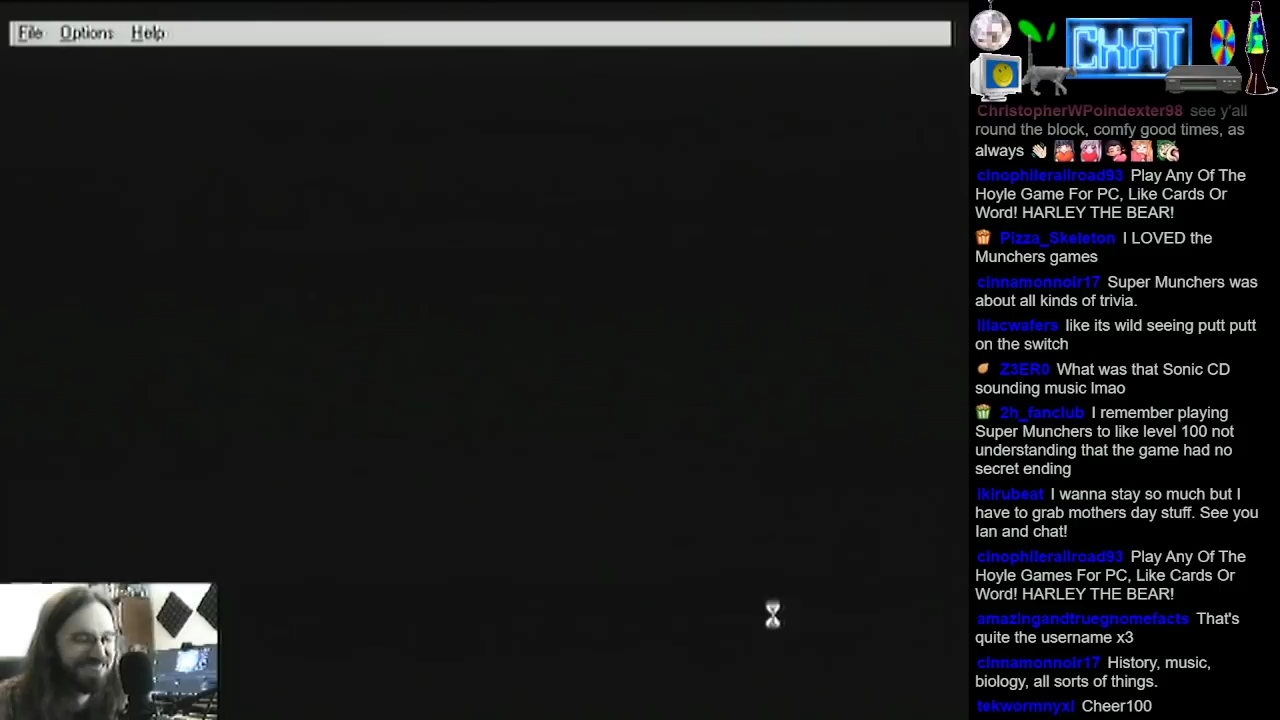 File Options Help
CHAT
ChristopherWPoindexter98 see y'all
round the block, comfy good times, as
always
cinophilerailroad93 Play Any Of The
Hoyle Game For PC, Like Cards Or
Word! HARLEY THE BEAR!
Pizza_Skeleton I LOVED the
Munchers games
cinnamonnoir17 Super Munchers was
about all kinds of trivia.
lilacwafers like its wild seeing putt putt
on the switch
Z3ER0 What was that Sonic CD
sounding music lmao
2h_fanclub I remember playing
Super Munchers to like level 100 not
understanding that the game had no
secret ending
ikirubeat I wanna stay so much but I
have to grab mothers day stuff. See you
Ian and chat!
cinophilerailroad93 Play Any Of The
Hoyle Games For PC, Like Cards Or
Word! HARLEY THE BEAR!
amazingandtruegnomefacts That's
quite the username x3
cinnamonnoir17 History, music,
biology, all sorts of things.
tekwormnyxl Cheer100